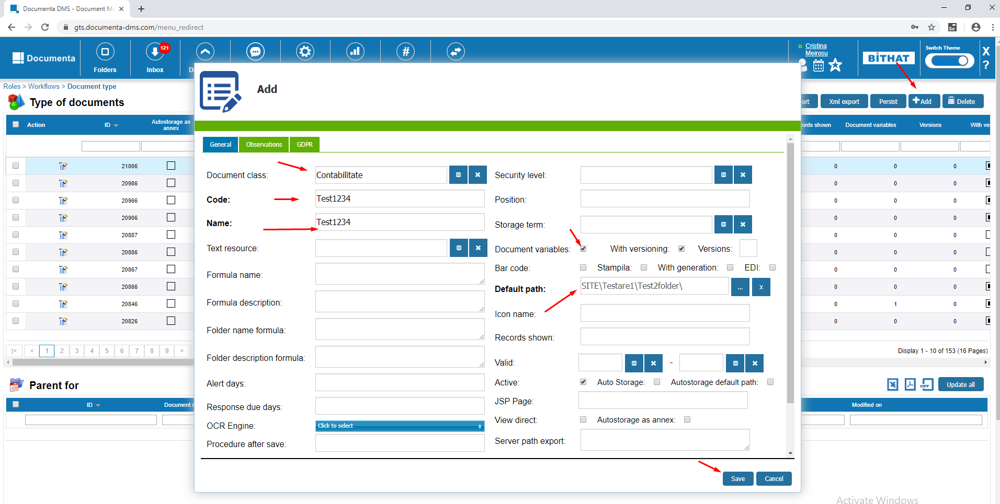 Documenta DMS - Document Ma
gts.documenta-dms.com/menu_redirect
Se
Documenta
Folders
Inbox
121
#
Cristina
Meirosu
BiTHAT
Switch Theme
X
?
Roles > Workflows > Document type
Type of documents
ort
Xml export
Persist
Add
Delete
Action
ID
Autostorage as
annex
ords shown
Document variables
Versions
With ve
21006
0
0
0
20986
0
0
0
20966
0
0
0
20906
0
0
0
20887
0
0
0
20886
0
0
0
20867
0
0
0
20866
0
0
0
20846
0
1
0
20826
0
0
0
|<
<
1
2
3
4
5
6
7
8
9
>
Display 1 - 10 of 153 (16 Pages)
Parent for
CSV
Update all
ID
Document n
Modified on
Add
General
Observations
GDPR
Document class:
Contabilitate
Code:
Test1234
Name:
Test1234
Text resource:
Formula name:
Formula description:
Folder name formula:
Folder description formula:
Alert days:
Response due days:
OCR Engine:
Click to select
Procedure after save:
Security level:
Position:
Storage term:
Document variables:
With versioning:
Versions:
Bar code:
Stampila:
With generation:
EDI:
Default path:
SITE\Testare1\Test2folder\
...
X
Icon name:
Records shown:
Valid:
-
Active:
Auto Storage:
Autostorage default path:
JSP Page:
View direct:
Autostorage as annex:
Server path export:
Save
Cancel
Activate Windows